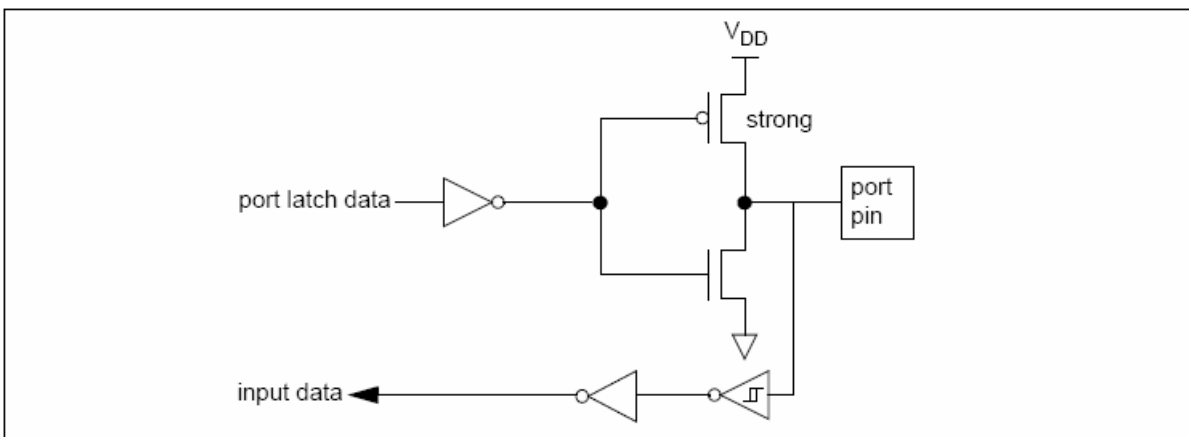 VDD
strong
port latch data
port
pin
input data